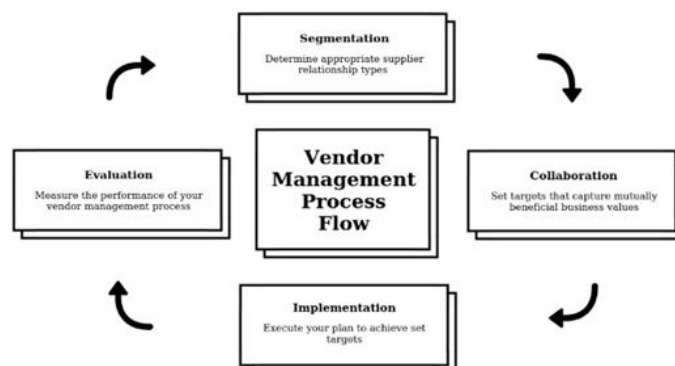 Segmentation
Determine appropriate supplier
relationship types
Evaluation
Measure the performance of your
vendor management process
Vendor
Management
Process
Flow
Collaboration
Set targets that capture mutually
beneficial business values
Implementation
Execute your plan to achieve set
targets